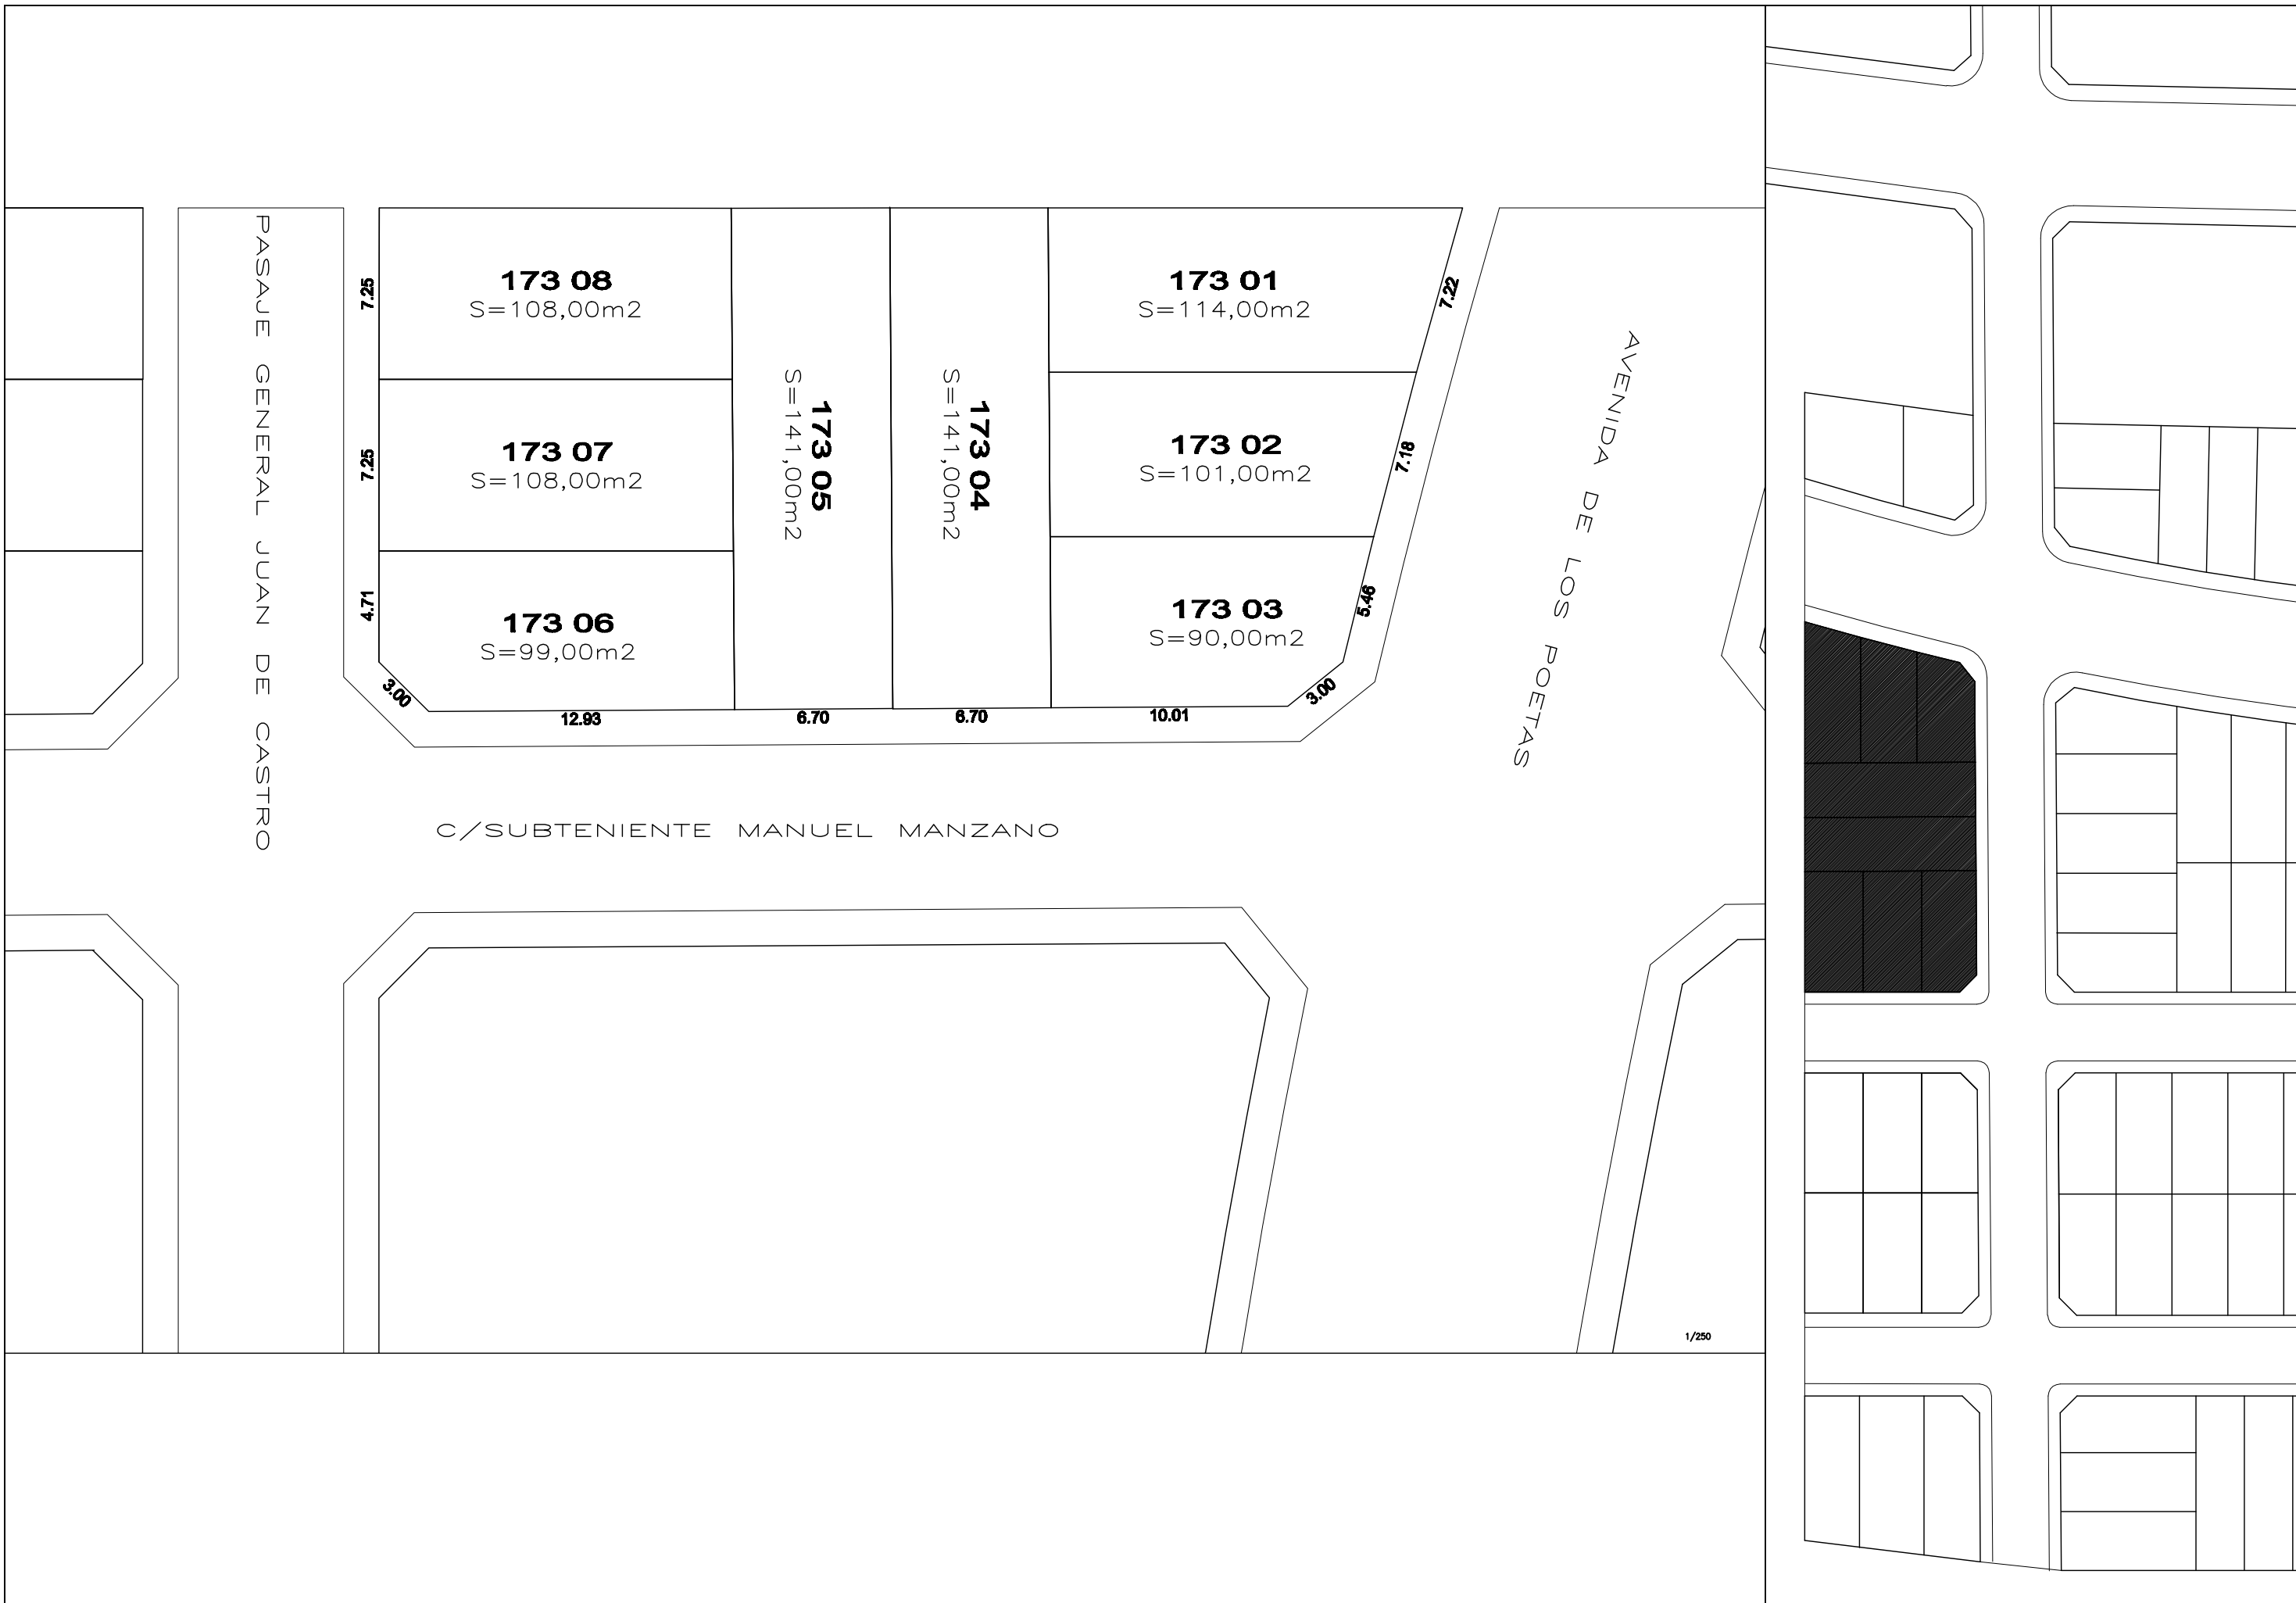 PASAJE GENERAL JUAN DE CASTRO
7.25
173 08
S=108,00m2
7.25
173 07
S=108,00m2
4.71
173 06
S=99,00m2
3.00
12.93
173 05
S=141,00m2
6.70
173 04
S=141,00m2
6.70
173 01
S=114,00m2
7.22
173 02
S=101,00m2
7.18
173 03
S=90,00m2
5.46
3.00
10.01
AVENIDA DE LOS POETAS
C/SUBTENIENTE MANUEL MANZANO
1/250